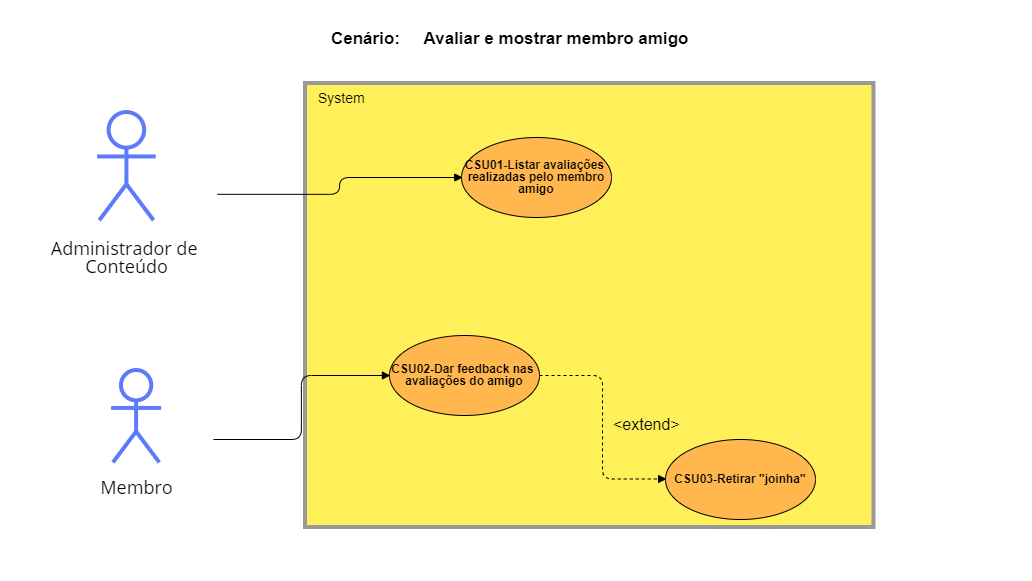 Cenário: Avaliar e mostrar membro amigo
System
CSU01-Listar avaliações
realizadas pelo membro
amigo
Administrador de
Conteúdo
CSU02-Dar feedback nas
avaliações do amigo
<extend>
CSU03-Retirar "joinha"
Membro